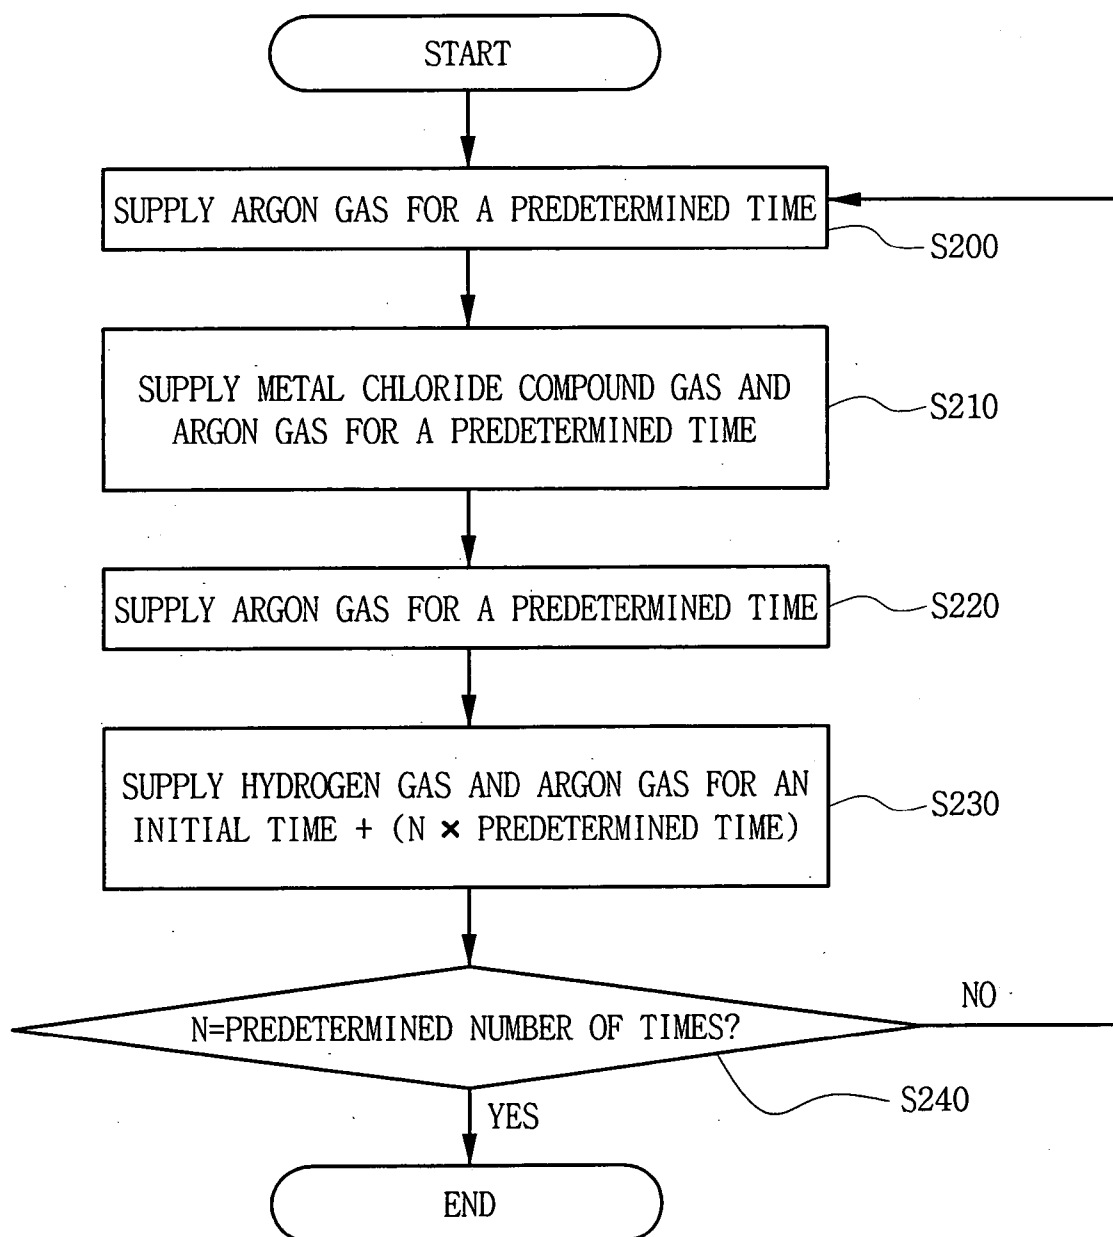 START
SUPPLY ARGON GAS FOR A PREDETERMINED TIME
S200
SUPPLY METAL CHLORIDE COMPOUND GAS AND
ARGON GAS FOR A PREDETERMINED TIME
S210
SUPPLY ARGON GAS FOR A PREDETERMINED TIME
S220
SUPPLY HYDROGEN GAS AND ARGON GAS FOR AN
INITIAL TIME + (N × PREDETERMINED TIME)
S230
N=PREDETERMINED NUMBER OF TIMES?
NO
S240
YES
END